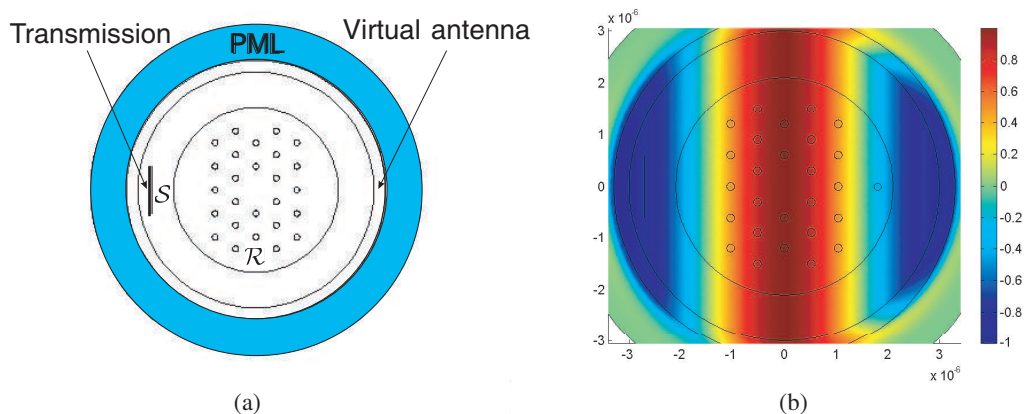 Transmission
PML
Virtual antenna
S
R
(a)
x 10⁻⁶
3
2
1
0
-1
-2
-3
-3 -2 -1 0 1 2 3
x 10⁻⁶
0.8
0.6
0.4
0.2
0
-0.2
-0.4
-0.6
-0.8
-1
(b)